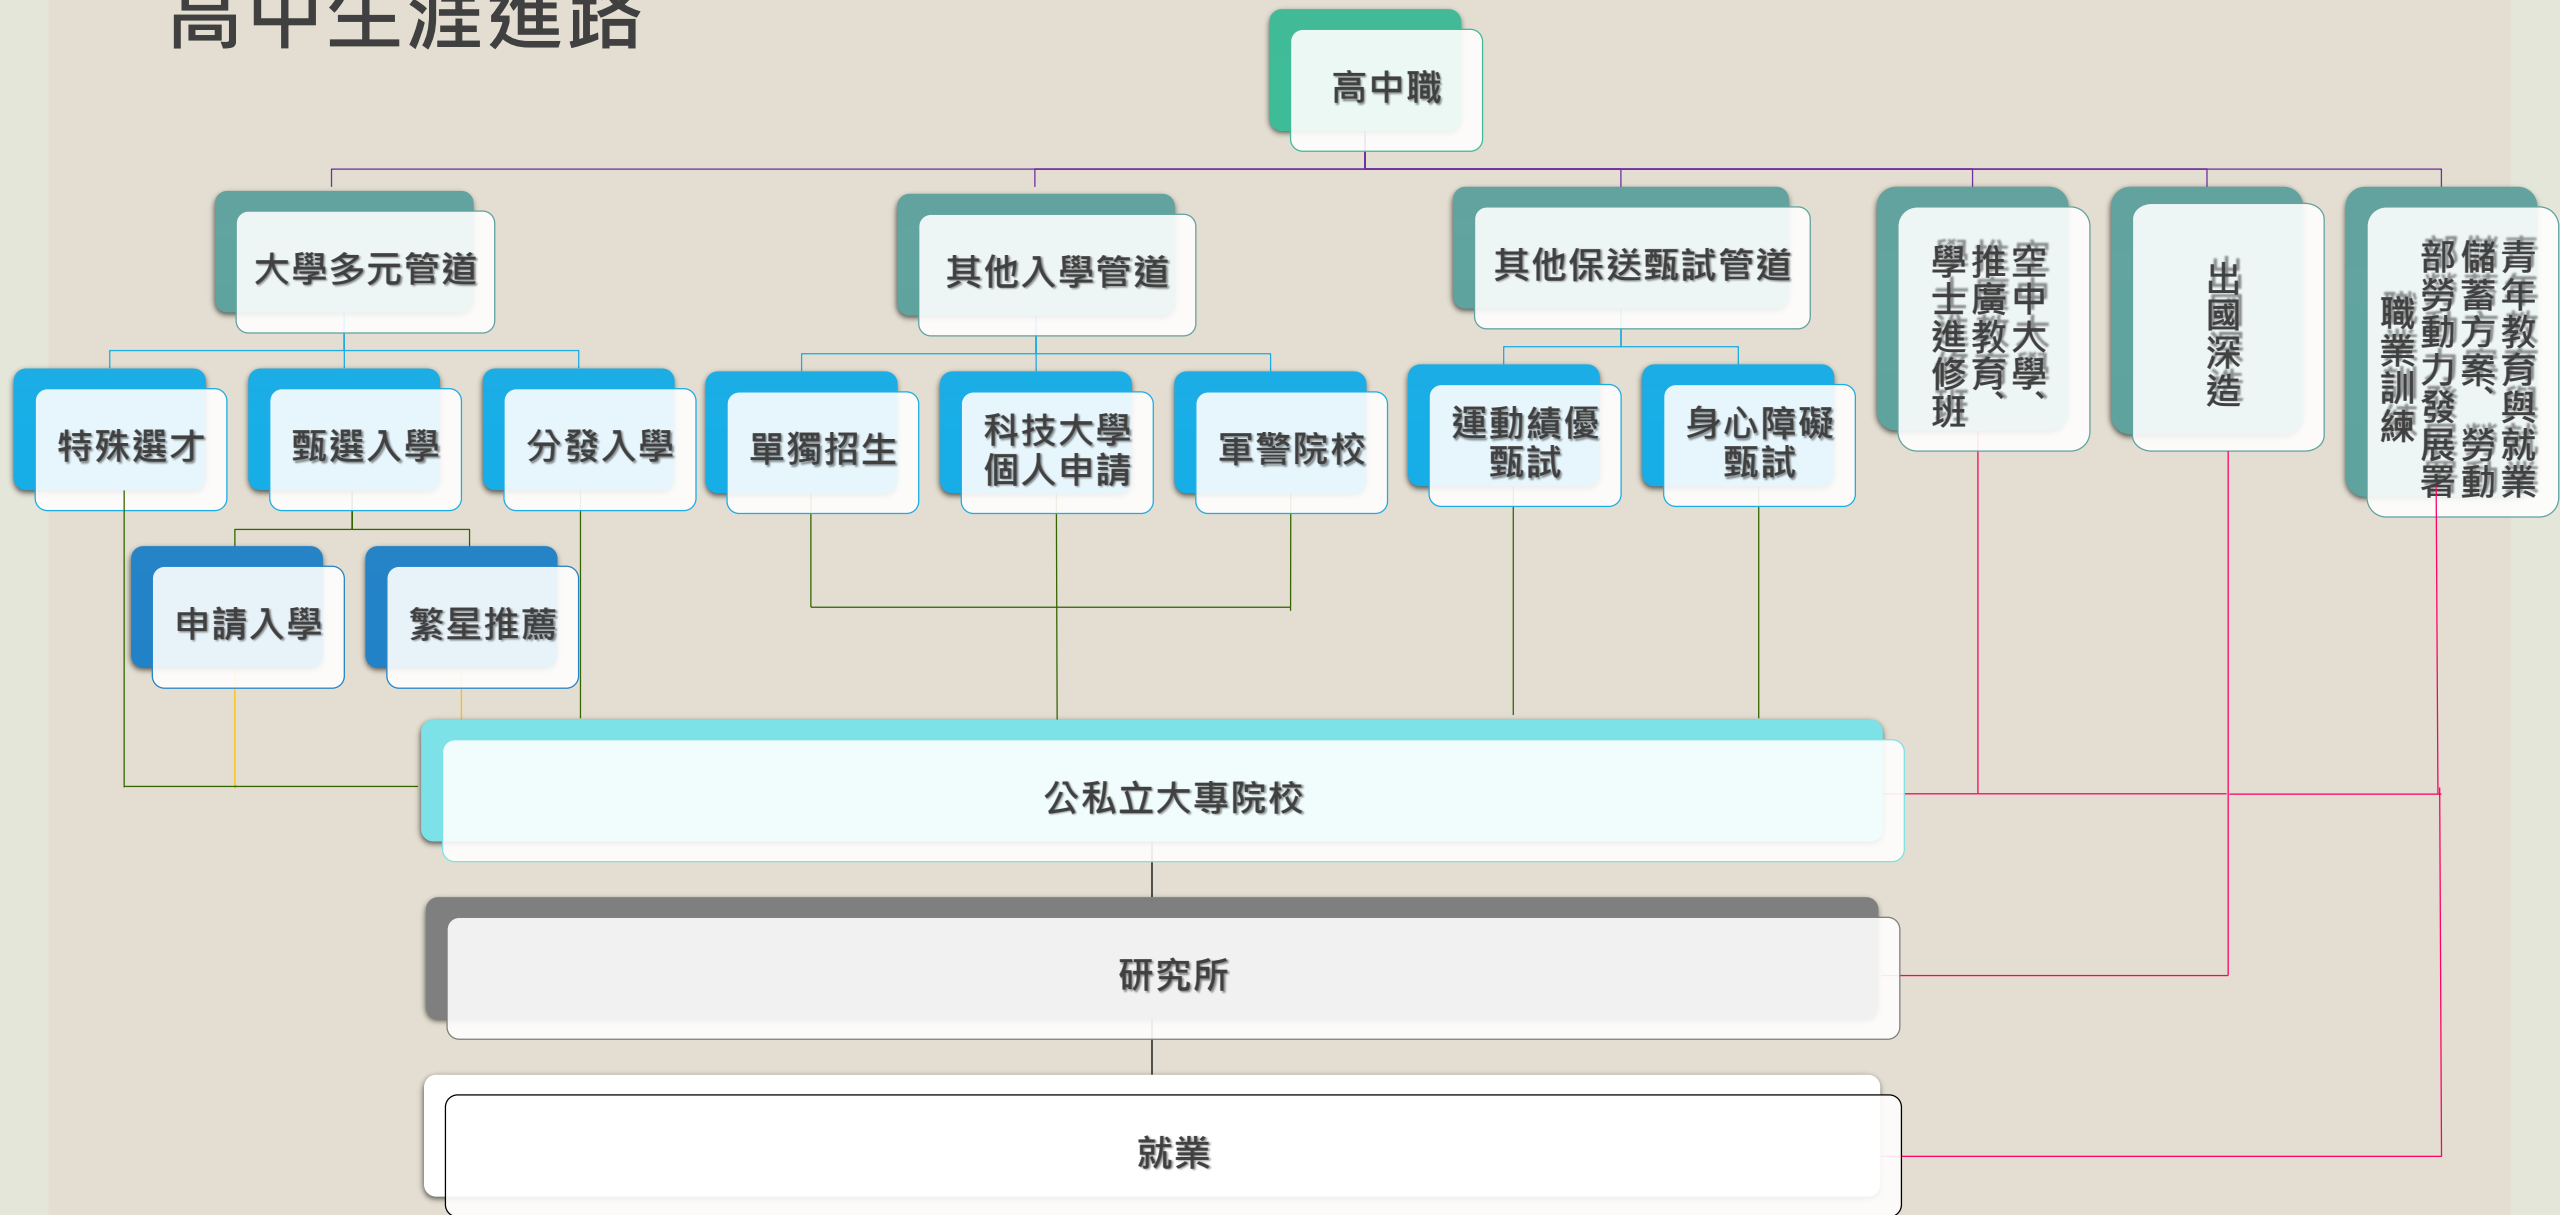 高中生涯進路
高中職
大學多元管道
其他入學管道
其他保送甄試管道
空中大學、
推廣教育、
學士進修班
出國深造
青年教育與就業
儲蓄方案、勞動
部勞動力發展署
職業訓練
特殊選才
甄選入學
分發入學
單獨招生
科技大學
個人申請
軍警院校
運動績優
甄試
身心障礙
甄試
申請入學
繁星推薦
公私立大專院校
研究所
就業